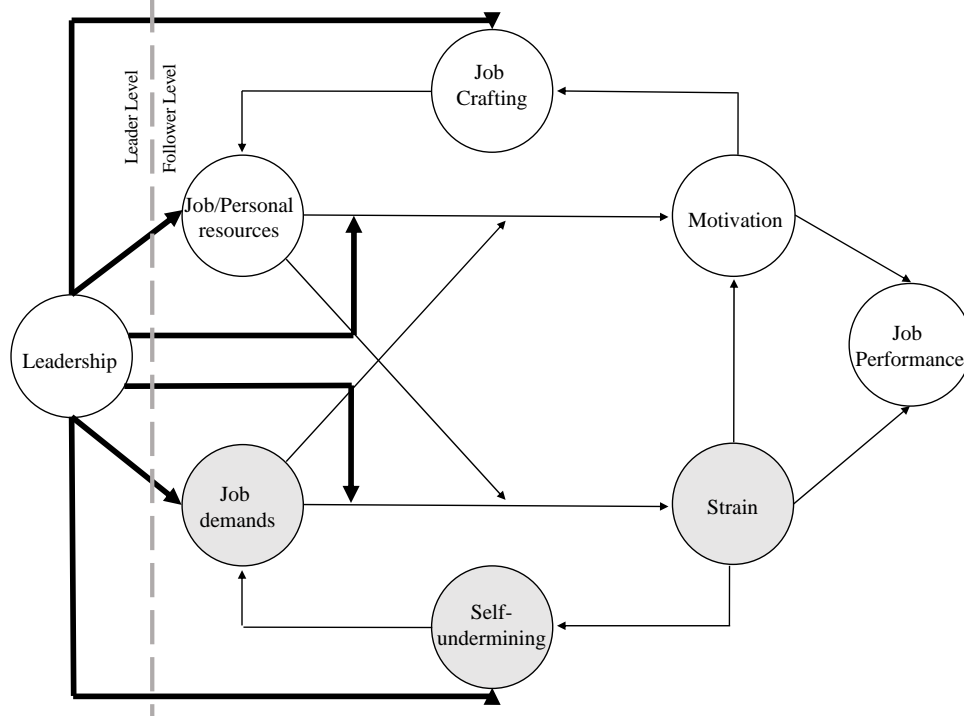 Job
Crafting
Leader Level
Follower Level
Job/Personal
resources
Motivation
Leadership
Job
Performance
Job
demands
Strain
Self-
undermining